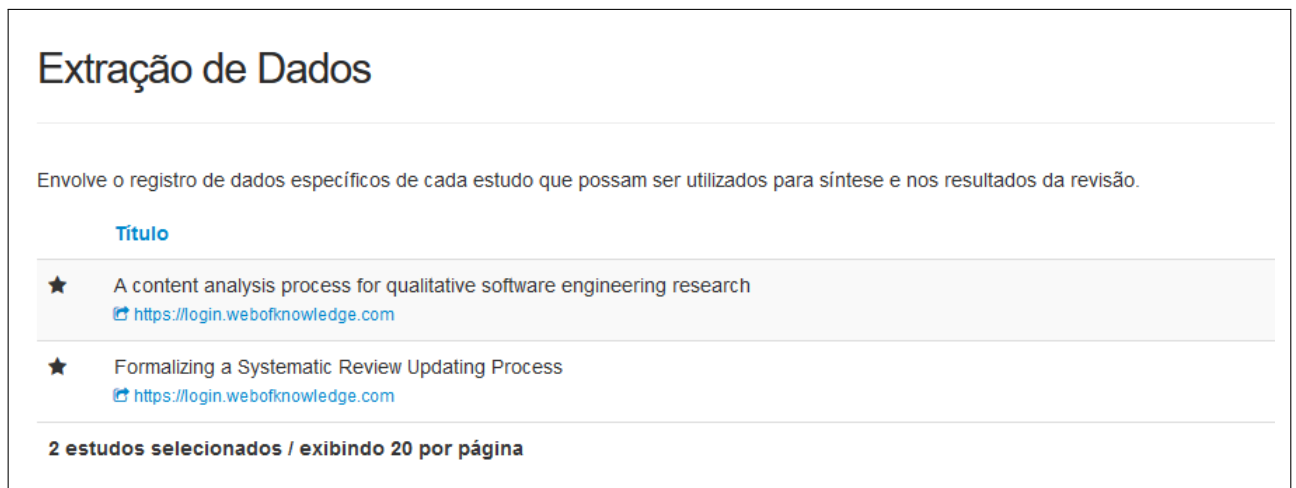 Extração de Dados
Envolve o registro de dados específicos de cada estudo que possam ser utilizados para síntese e nos resultados da revisão.
Título
A content analysis process for qualitative software engineering research
https://login.webofknowledge.com
Formalizing a Systematic Review Updating Process
https://login.webofknowledge.com
2 estudos selecionados / exibindo 20 por página